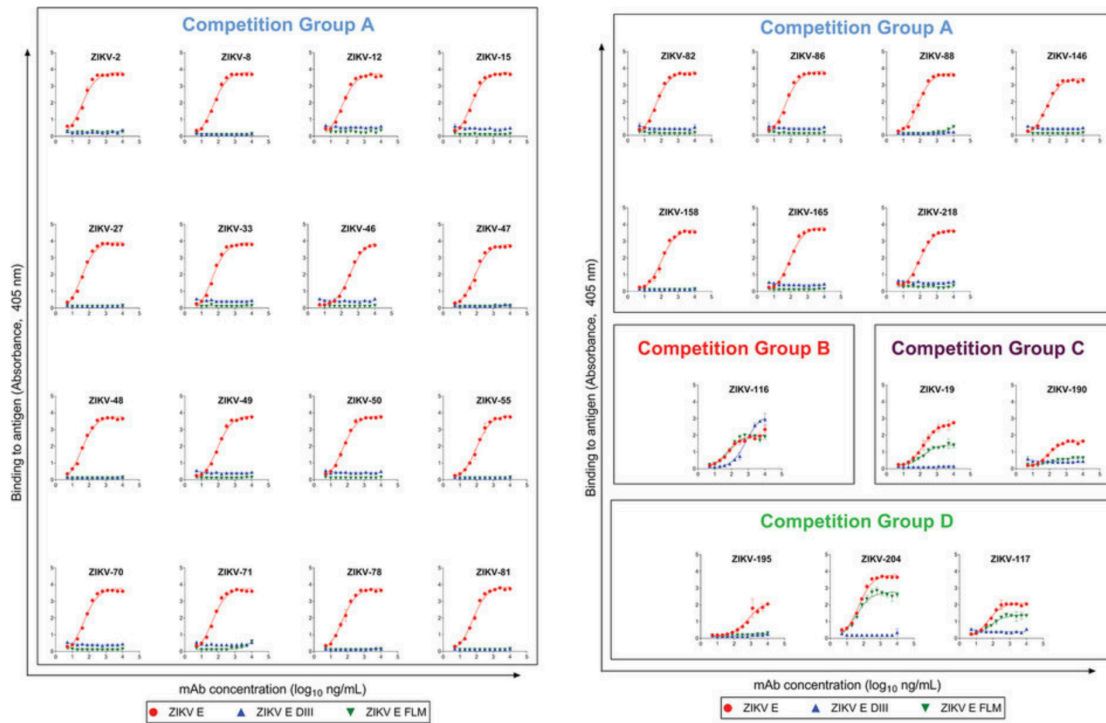 Competition Group A
ZIKV-2 ZIKV-8 ZIKV-12 ZIKV-15
ZIKV-27 ZIKV-33 ZIKV-46 ZIKV-47
ZIKV-48 ZIKV-49 ZIKV-50 ZIKV-55
ZIKV-70 ZIKV-71 ZIKV-78 ZIKV-81
Binding to antigen (Absorbance, 405 nm)
mAb concentration (log10 ng/mL)
ZIKV E ZIKV E DIII ZIKV E FLM
Competition Group A
ZIKV-82 ZIKV-86 ZIKV-88 ZIKV-146
ZIKV-158 ZIKV-165 ZIKV-218
Competition Group B
ZIKV-116
Competition Group C
ZIKV-19 ZIKV-190
Competition Group D
ZIKV-195 ZIKV-204 ZIKV-117
Binding to antigen (Absorbance, 405 nm)
mAb concentration (log10 ng/mL)
ZIKV E ZIKV E DIII ZIKV E FLM